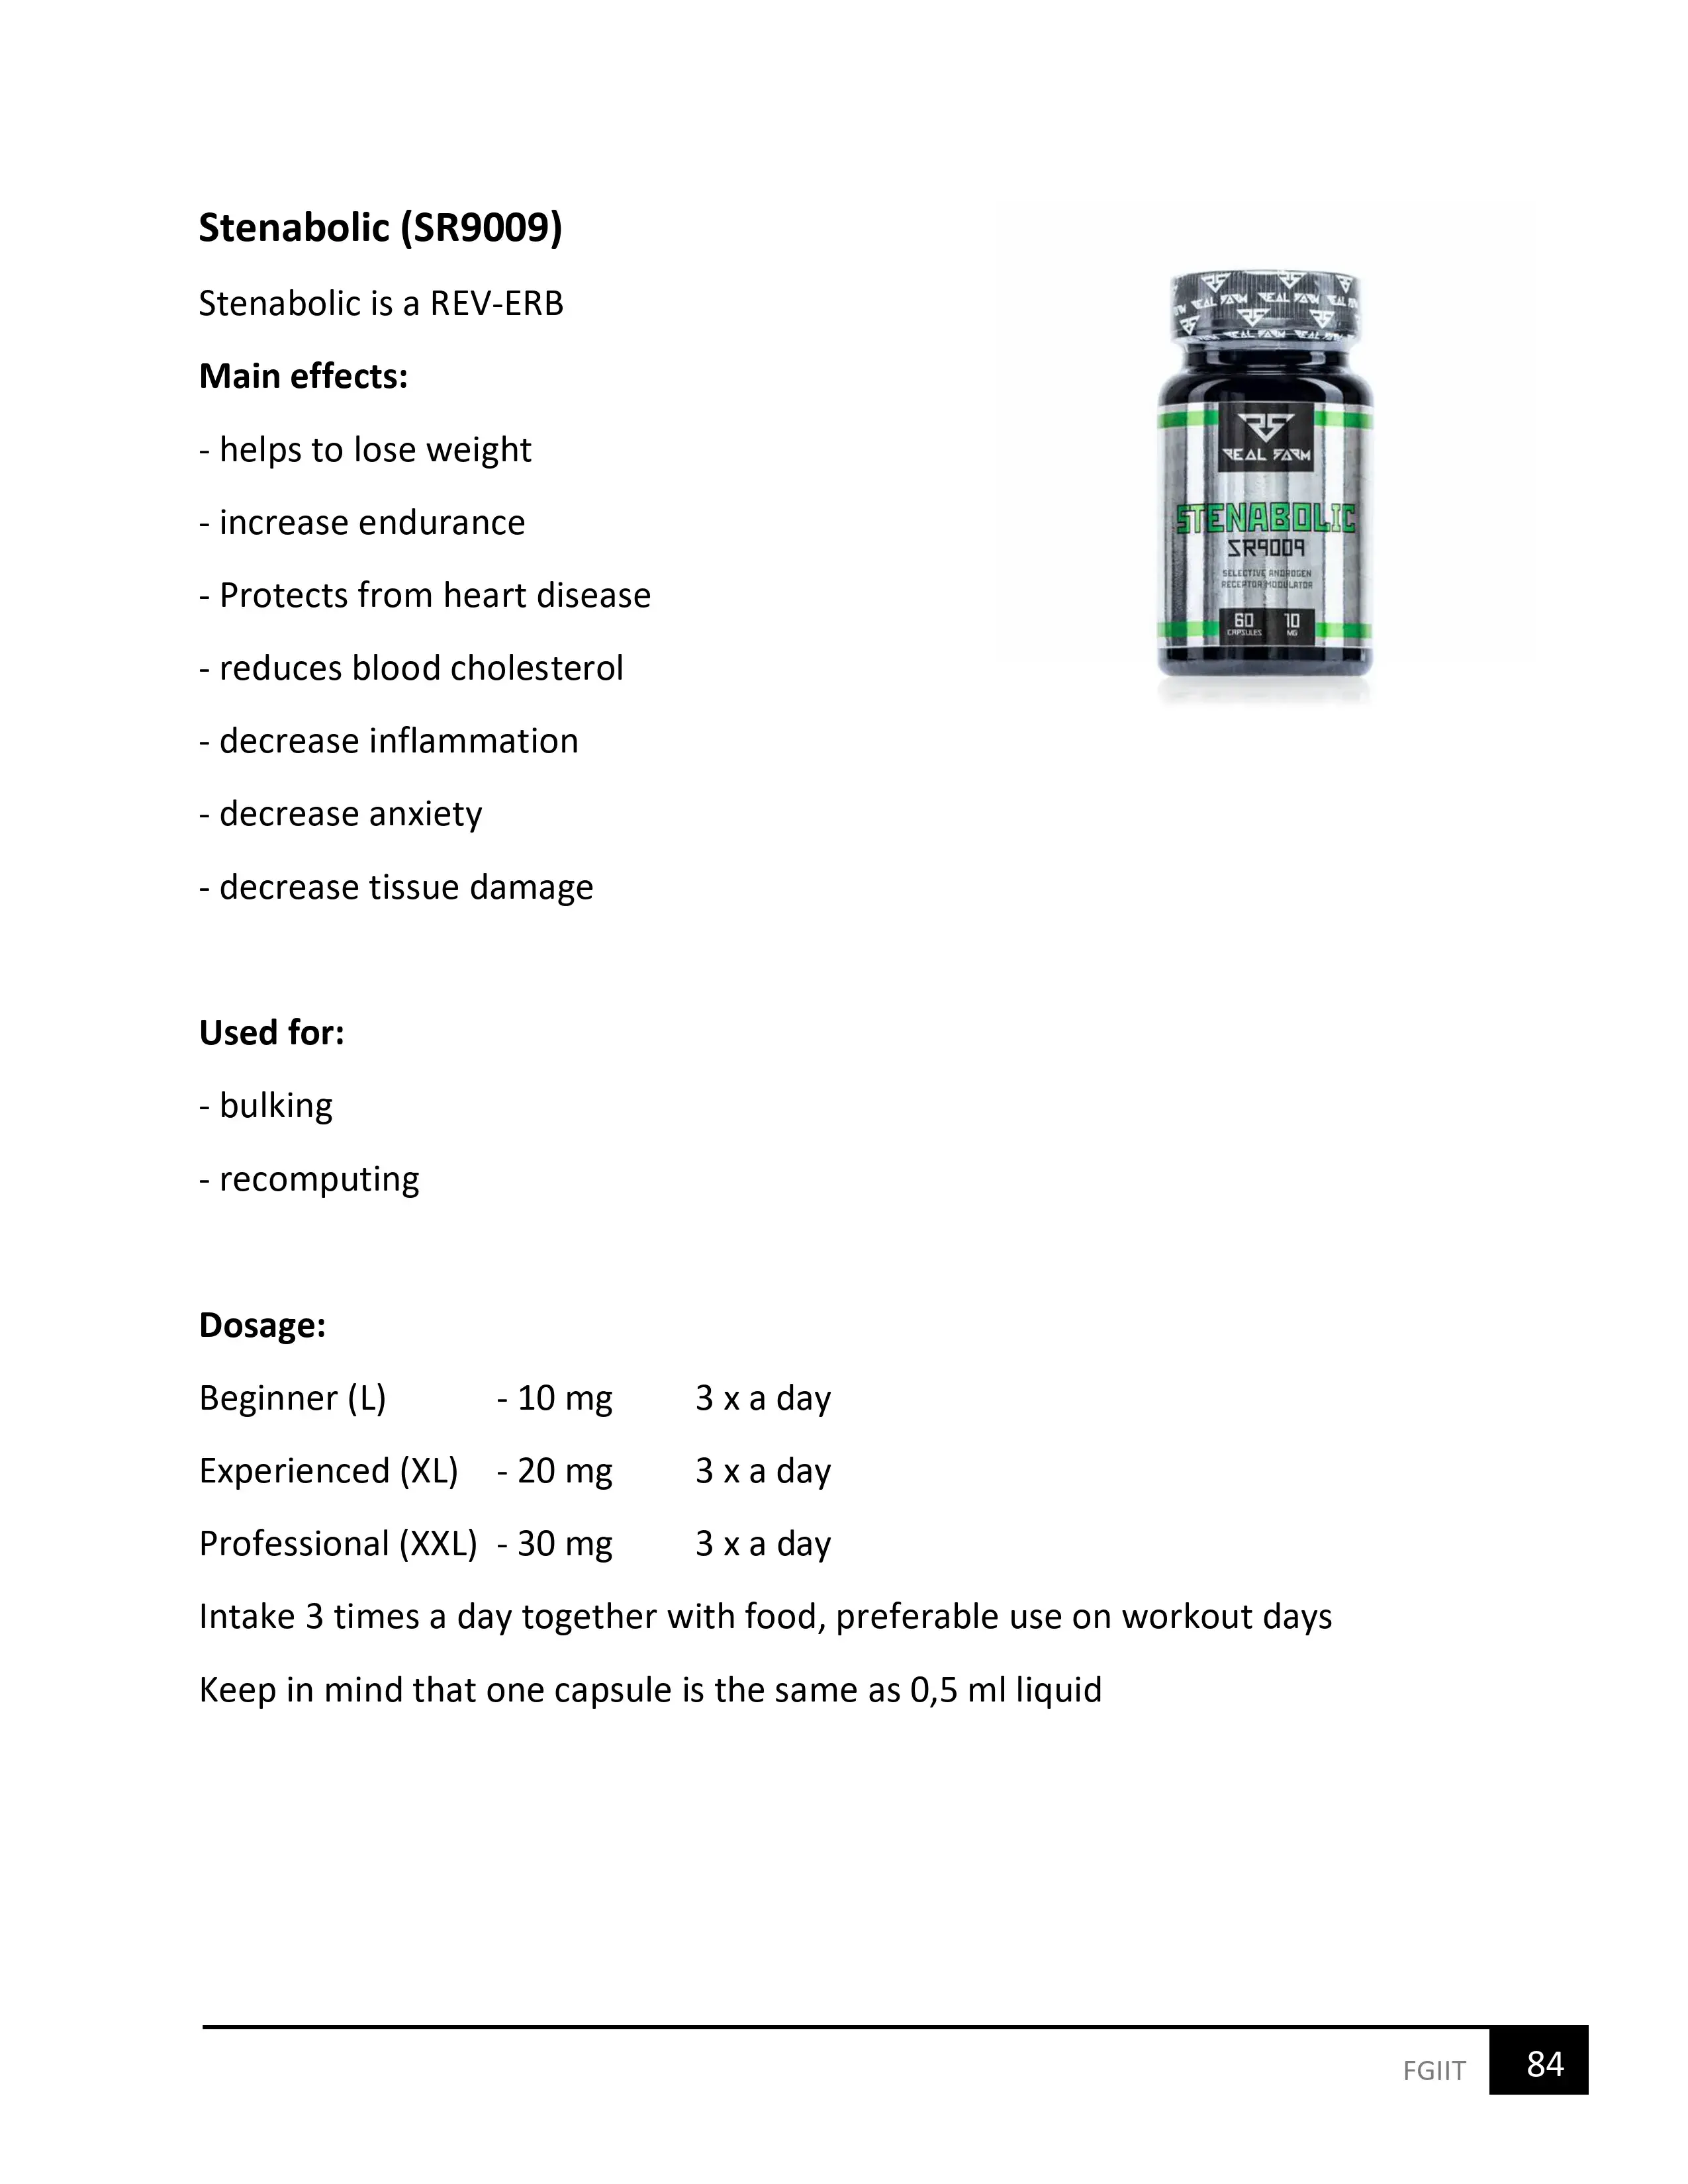 Stenabolic (SR9009)
Stenabolic is a REV-ERB
Main effects:
- helps to lose weight
- increase endurance
- Protects from heart disease
- reduces blood cholesterol
- decrease inflammation
- decrease anxiety
- decrease tissue damage
REAL FARM
STENABOLIC
SR9009
SELECTIVE ANDROGEN
RECEPTOR MODULATOR
60 10
CAPSULES MG
Used for:
- bulking
- recomputing
Dosage:
Beginner (L) - 10 mg 3 x a day
Experienced (XL) - 20 mg 3 x a day
Professional (XXL) - 30 mg 3 x a day
Intake 3 times a day together with food, preferable use on workout days
Keep in mind that one capsule is the same as 0,5 ml liquid
FGIIT 84